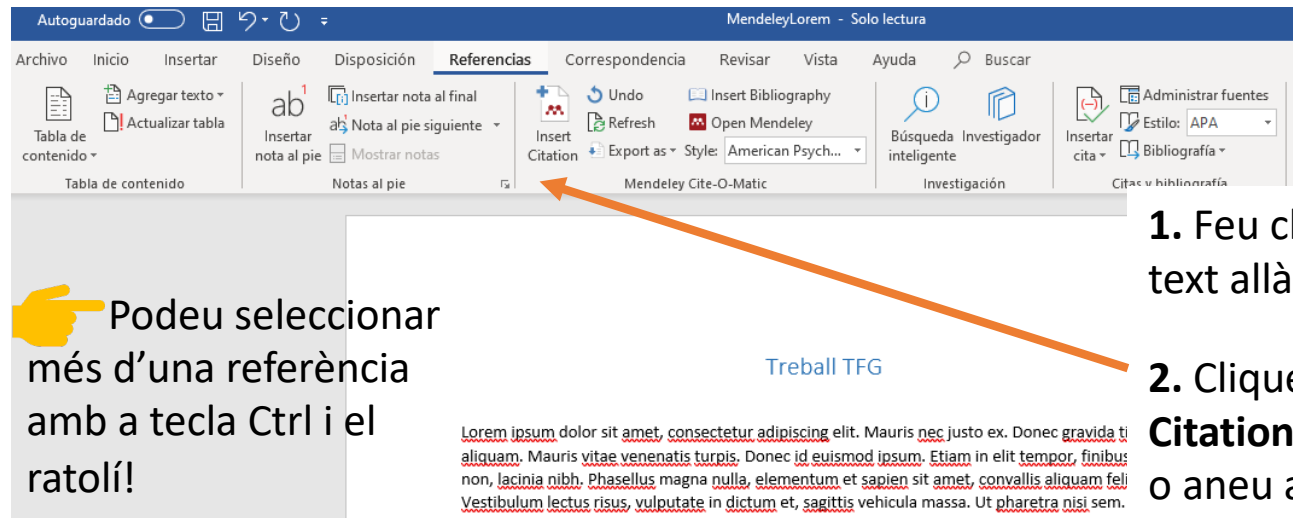 Autoguardado
MendeleyLorem - Solo lectura
Archivo Inicio Insertar Diseño Disposición Referencias Correspondencia Revisar Vista Ayuda Buscar
Tabla de contenido
Agregar texto
Actualizar tabla
Tabla de contenido
ab1
Insertar nota al pie
Insertar nota al final
Nota al pie siguiente
Mostrar notas
Notas al pie
Insert Citation
Undo
Refresh
Export as
Insert Bibliography
Open Mendeley
Style: American Psych...
Mendeley Cite-O-Matic
Búsqueda inteligente
Investigador
Investigación
Insertar cita
Administrar fuentes
Estilo: APA
Bibliografía
Citas y bibliografía
Podeu seleccionar
més d’una referència
amb a tecla Ctrl i el
ratolí!
Treball TFG
Lorem ipsum dolor sit amet, consectetur adipiscing elit. Mauris nec justo ex. Donec gravida
aliquam. Mauris vitae venenatis turpis. Donec id euismod ipsum. Etiam in elit tempor, finibus
non, lacinia nibh. Phasellus magna nulla, elementum et sapien sit amet, convallis aliquam
Vestibulum lectus risus, vulputate in dictum et, sagittis vehicula massa. Ut pharetra nisi sem.
1. Feu
text allà
2.
Citation
o aneu